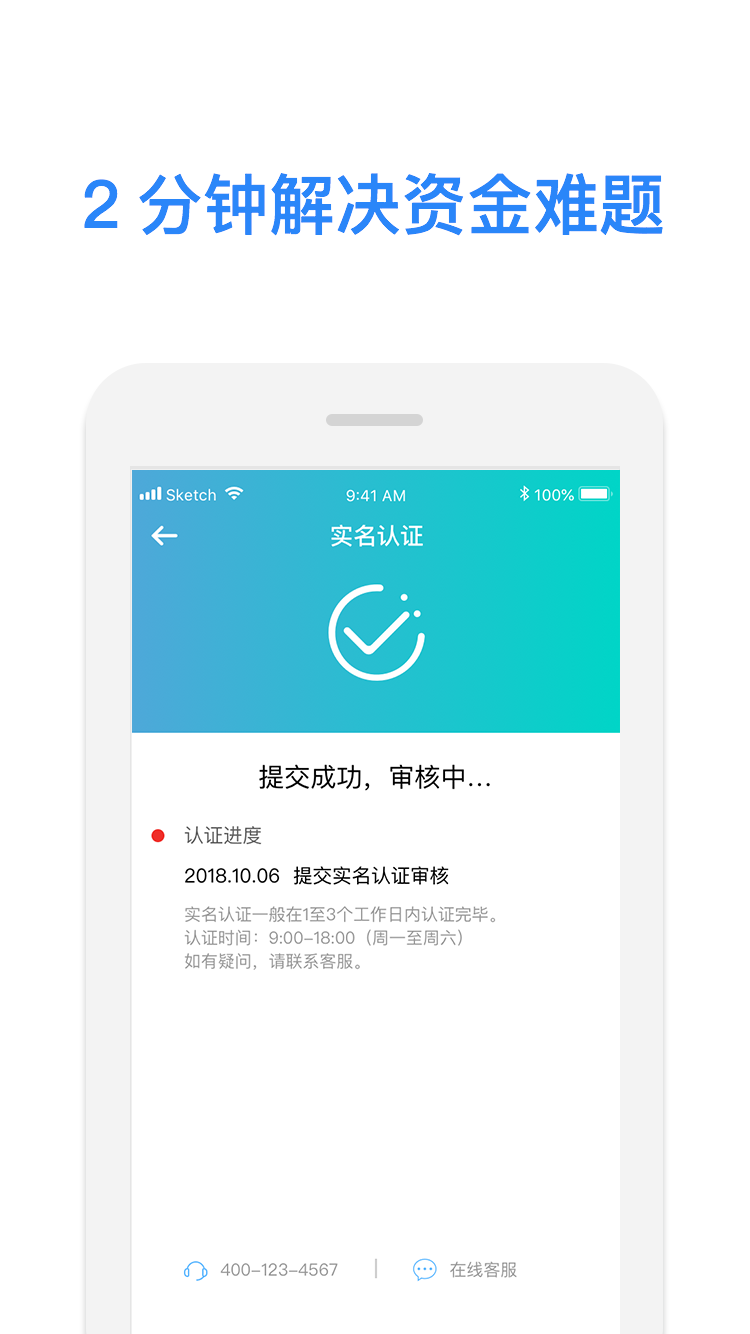 2 分钟解决资金难题
Sketch 9:41 AM 100%
实名认证
提交成功，审核中...
认证进度
2018.10.06 提交实名认证审核
实名认证一般在1至3个工作日内认证完毕。
认证时间：9:00–18:00（周一至周六）
如有疑问，请联系客服。
400–123–4567 | 在线客服